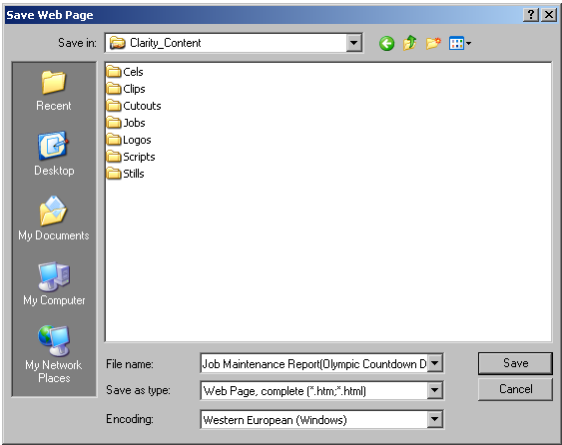 Save Web Page
Save in: Clarity_Content
Recent
Desktop
My Documents
My Computer
My Network
Places
Cels
Clips
Cutouts
Jobs
Logos
Scripts
Stills
File name: Job Maintenance Report(Olympic Countdown D
Save
Save as type: Web Page, complete (*.htm;*.html)
Cancel
Encoding: Western European (Windows)